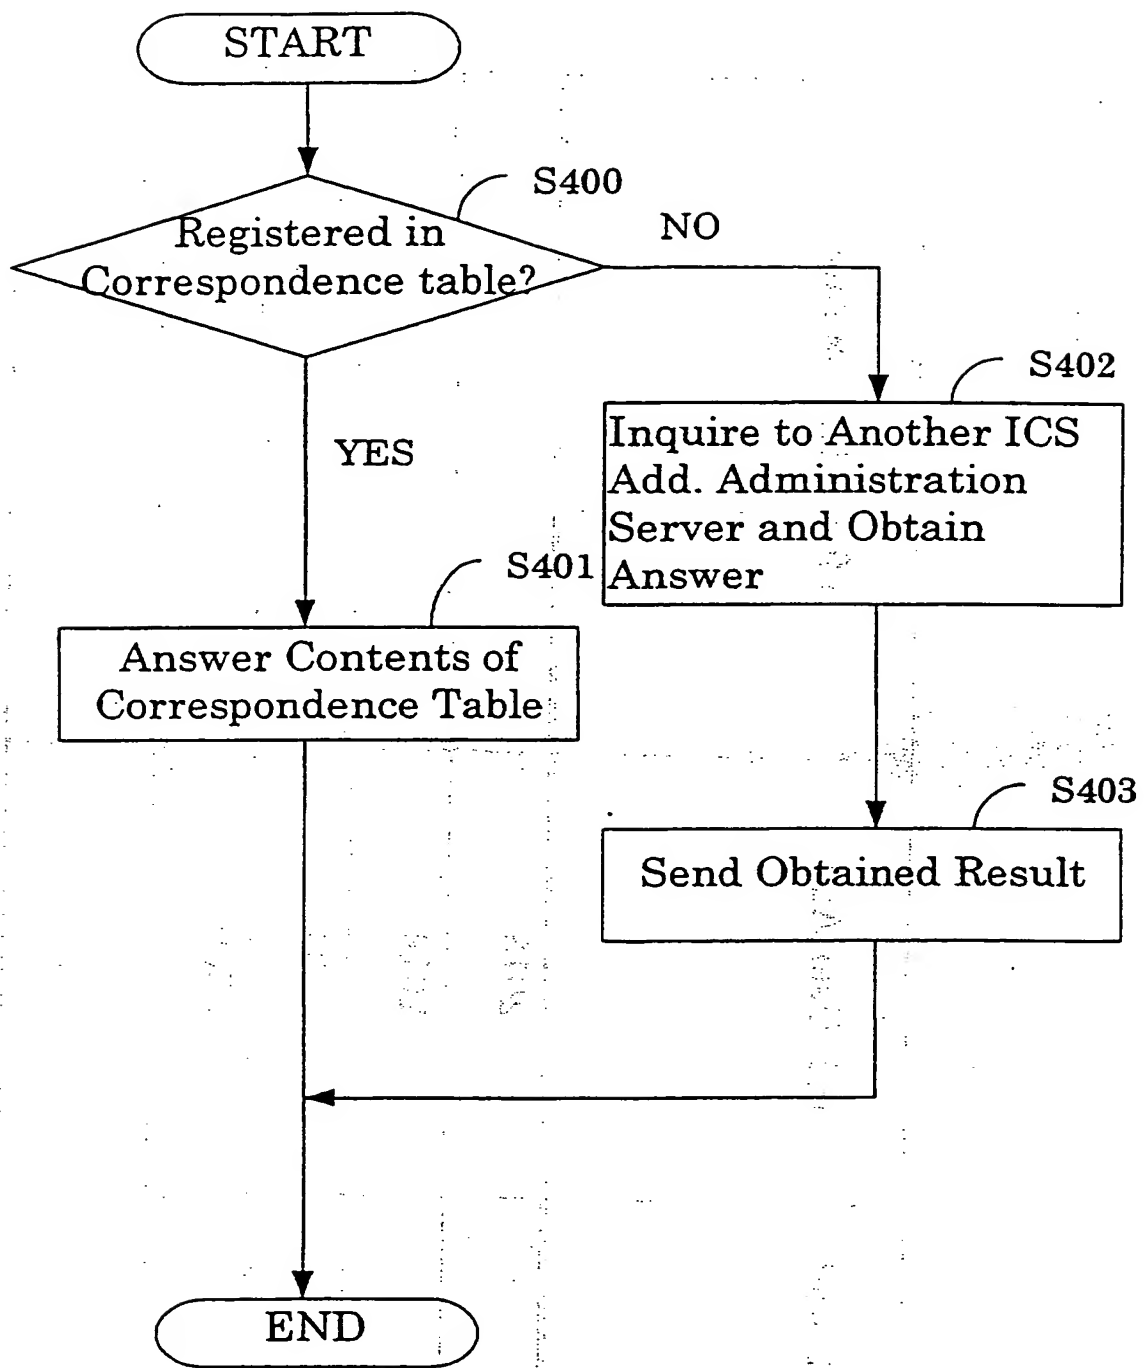 START
S400
Registered in
Correspondence table?
NO
YES
S402
Inquire to Another ICS
Add. Administration
Server and Obtain
Answer
S401
Answer Contents of
Correspondence Table
S403
Send Obtained Result
END